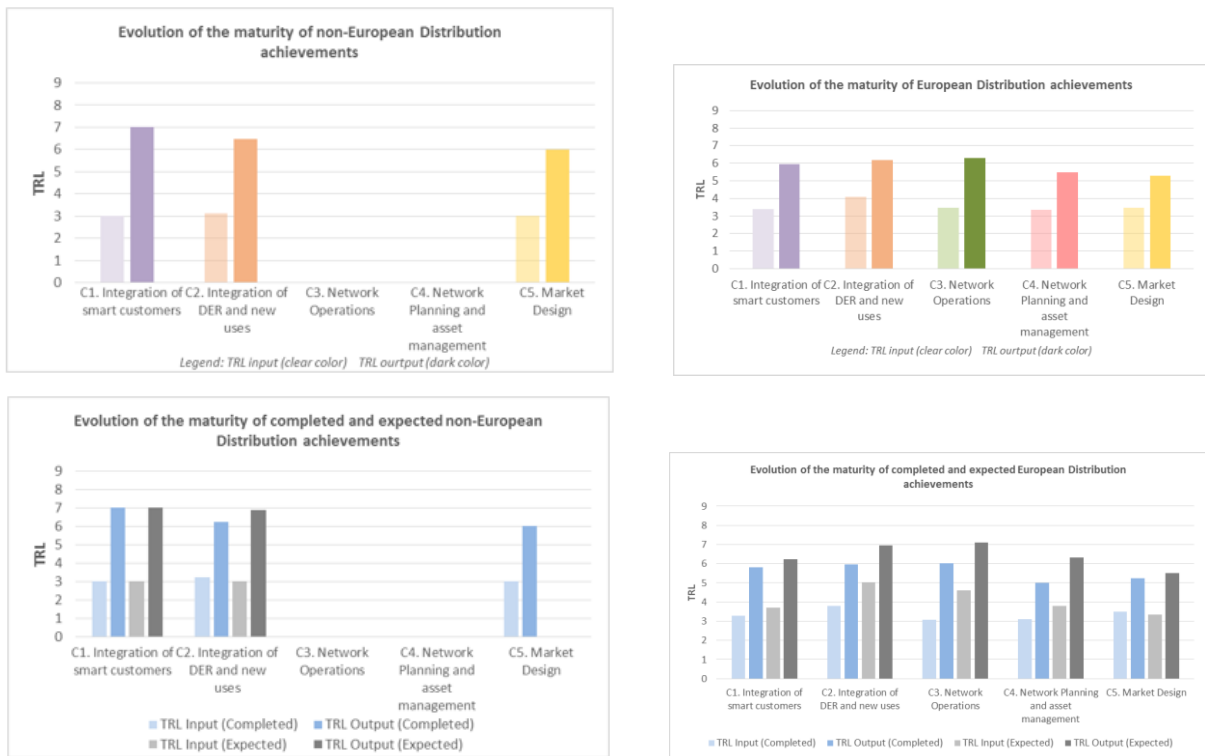 Evolution of the maturity of non-European Distribution
achievements
9
8
7
6
5
4
3
2
1
0
TRL
C1. Integration of
smart customers
C2. Integration of
DER and new
uses
C3. Network
Operations
C4. Network
Planning and
asset
management
C5. Market
Design
Legend: TRL input (clear color) TRL ourtput (dark color)
Evolution of the maturity of European Distribution achievements
9
8
7
6
5
4
3
2
1
0
TRL
C1. Integration of
smart customers
C2. Integration of
DER and new
uses
C3. Network
Operations
C4. Network
Planning and
asset
management
C5. Market
Design
Legend: TRL input (clear color) TRL ourtput (dark color)
Evolution of the maturity of completed and expected non-European
Distribution achievements
9
8
7
6
5
4
3
2
1
0
TRL
C1. Integration of
smart customers
C2. Integration of
DER and new uses
C3. Network
Operations
C4. Network
Planning and
asset
management
C5. Market
Design
TRL Input (Completed) TRL Output (Completed)
TRL Input (Expected) TRL Output (Expected)
Evolution of the maturity of completed and expected European Distribution
achievements
9
8
7
6
5
4
3
2
1
0
TRL
C1. Integration of
smart customers
C2. Integration of
DER and new uses
C3. Network
Operations
C4. Network Planning
and asset
management
C5. Market Design
TRL Input (Completed) TRL Output (Completed) TRL Input (Expected) TRL Output (Expected)